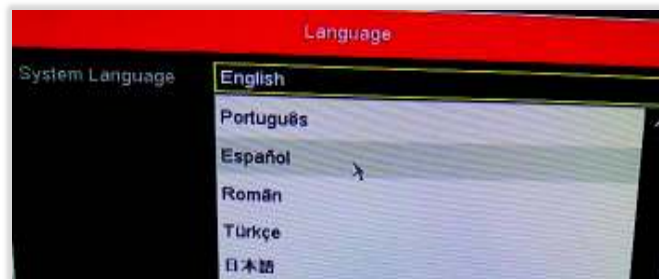 Language
System Language English
Português
Español
Român
Türkçe
日本語